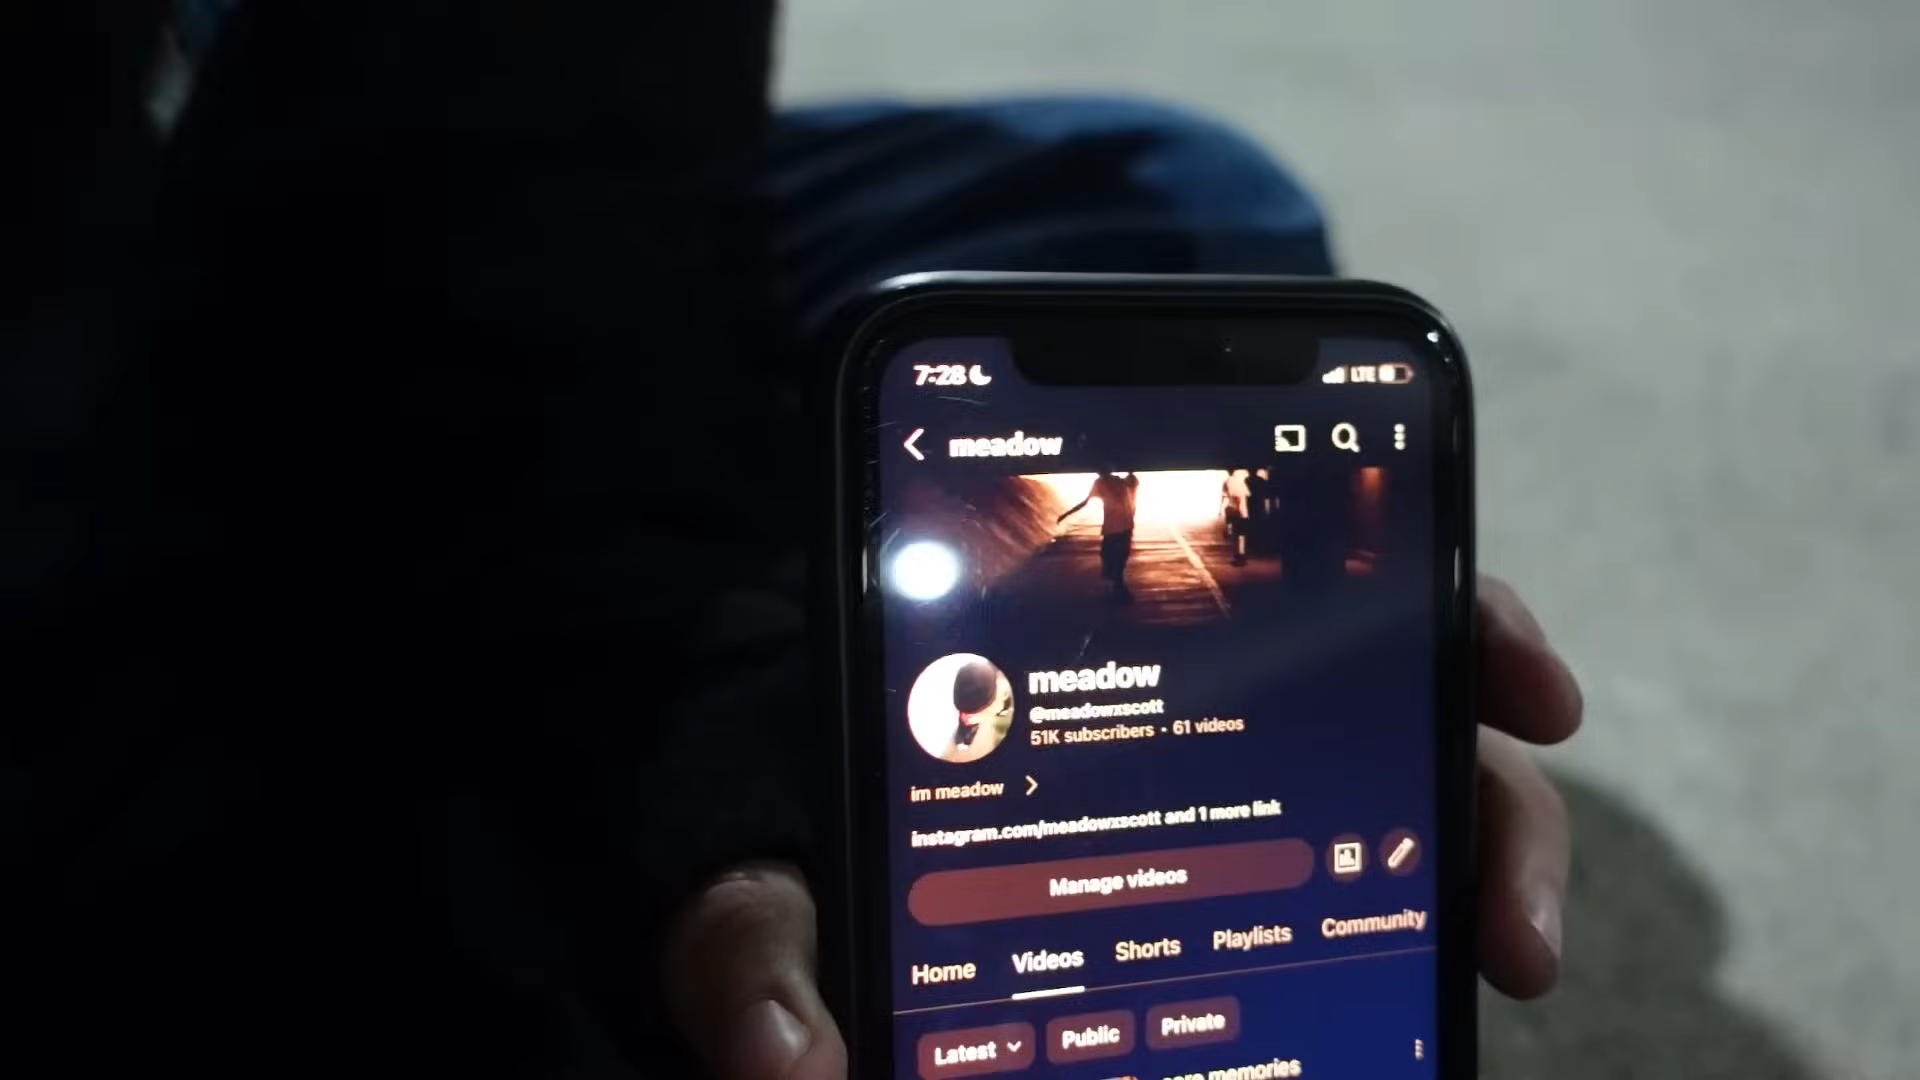 7:28
LTE
meadow
meadow
@meadowxscott
51K subscribers • 61 videos
im meadow
instagram.com/meadowxscott and 1 more link
Manage videos
Home Videos Shorts Playlists Community
Latest Public Private
memories